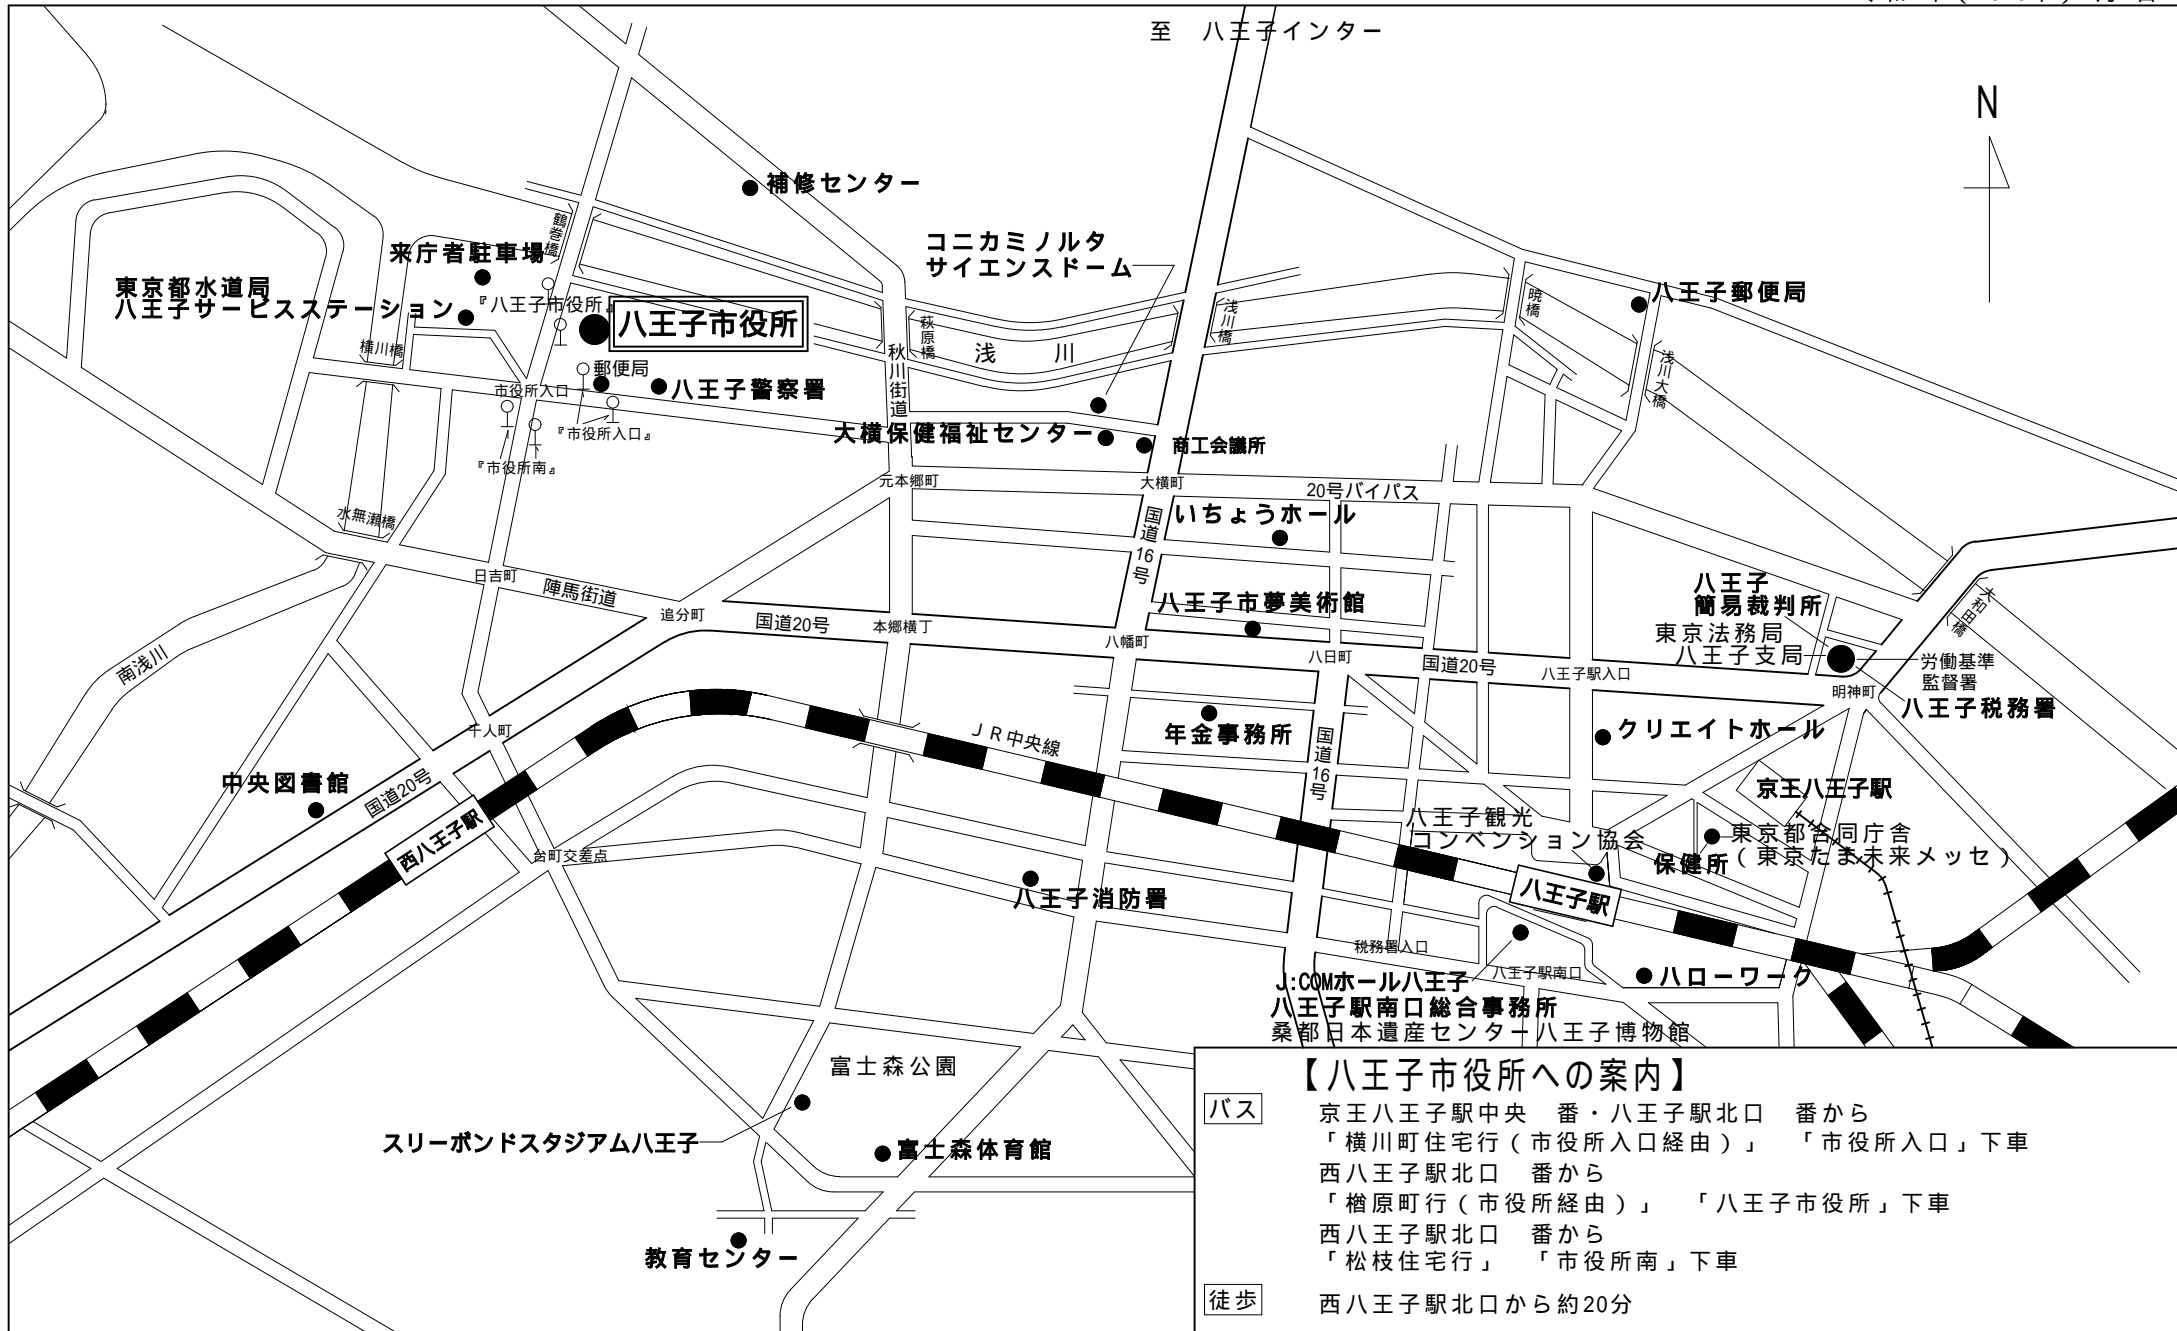 至　八王子インター
N
補修センター
鶴巻橋
来庁者駐車場
コニカミノルタ
サイエンスドーム
東京都水道局
八王子サービスステーション
『八王子市役所』
八王子市役所
八王子郵便局
暁橋
浅川橋
萩原橋
浅　川
秋川街道
横川橋
郵便局
市役所入口
八王子警察署
浅川大橋
『市役所入口』
『市役所南』
大横保健福祉センター
商工会議所
元本郷町
大横町
20号バイパス
水無瀬橋
国道16号
いちょうホール
日吉町
陣馬街道
追分町
国道20号
本郷横丁
八幡町
八王子市夢美術館
八日町
国道20号
八王子駅入口
八王子
簡易裁判所
東京法務局
八王子支局
大和田橋
労働基準
監督署
明神町
八王子税務署
南浅川
千人町
ＪＲ中央線
年金事務所
国道16号
クリエイトホール
中央図書館
国道20号
西八王子駅
京王八王子駅
八王子観光
コンベンション協会
東京都合同庁舎
（東京たま未来メッセ）
保健所
台町交差点
八王子消防署
八王子駅
税務署入口
八王子駅南口
ハローワーク
J:COMホール八王子
八王子駅南口総合事務所
桑都日本遺産センター 八王子博物館
富士森公園
スリーボンドスタジアム八王子
富士森体育館
教育センター
【八王子市役所への案内】
バス
京王八王子駅中央　番・八王子駅北口　番から
「横川町住宅行（市役所入口経由）」　「市役所入口」下車
西八王子駅北口　番から
「楢原町行（市役所経由）」　「八王子市役所」下車
西八王子駅北口　番から
「松枝住宅行」　「市役所南」下車
徒歩
西八王子駅北口から約20分